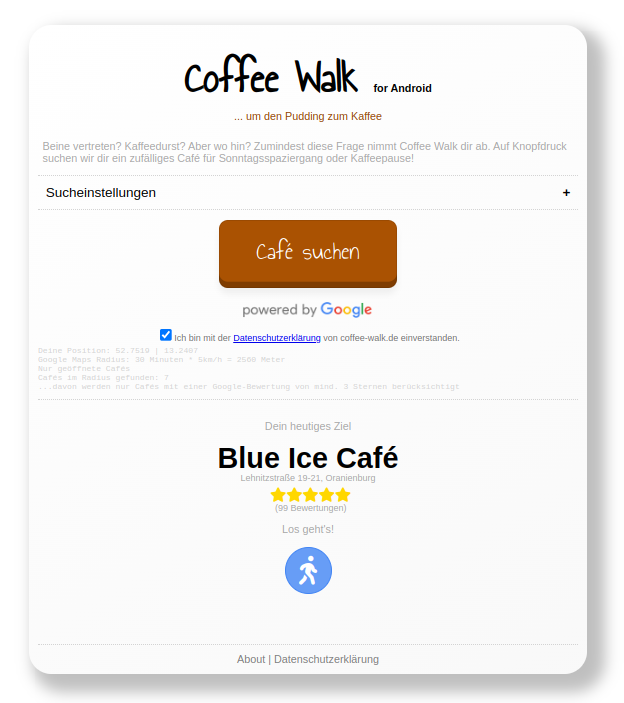 Coffee Walk for Android
... um den Pudding zum Kaffee
Beine vertreten? Kaffeedurst? Aber wo hin? Zumindest diese Frage nimmt Coffee Walk dir ab. Auf Knopfdruck
suchen wir dir ein zufälliges Café für Sonntagsspaziergang oder Kaffeepause!
Sucheinstellungen +
Café suchen
powered by Google
Ich bin mit der Datenschutzerklärung von coffee-walk.de einverstanden.
Deine Position: 52.7519 | 13.2407
Google Maps Radius: 30 Minuten * 5km/h = 2500 Meter
Nur geöffnete Cafés
Cafés im Radius gefunden: 7
...davon werden nur Cafés mit einer Google-Bewertung von mind. 3 Sternen berücksichtigt
Dein heutiges Ziel
Blue Ice Café
Lehnitzstraße 19-21, Oranienburg
(99 Bewertungen)
Los geht's!
About | Datenschutzerklärung